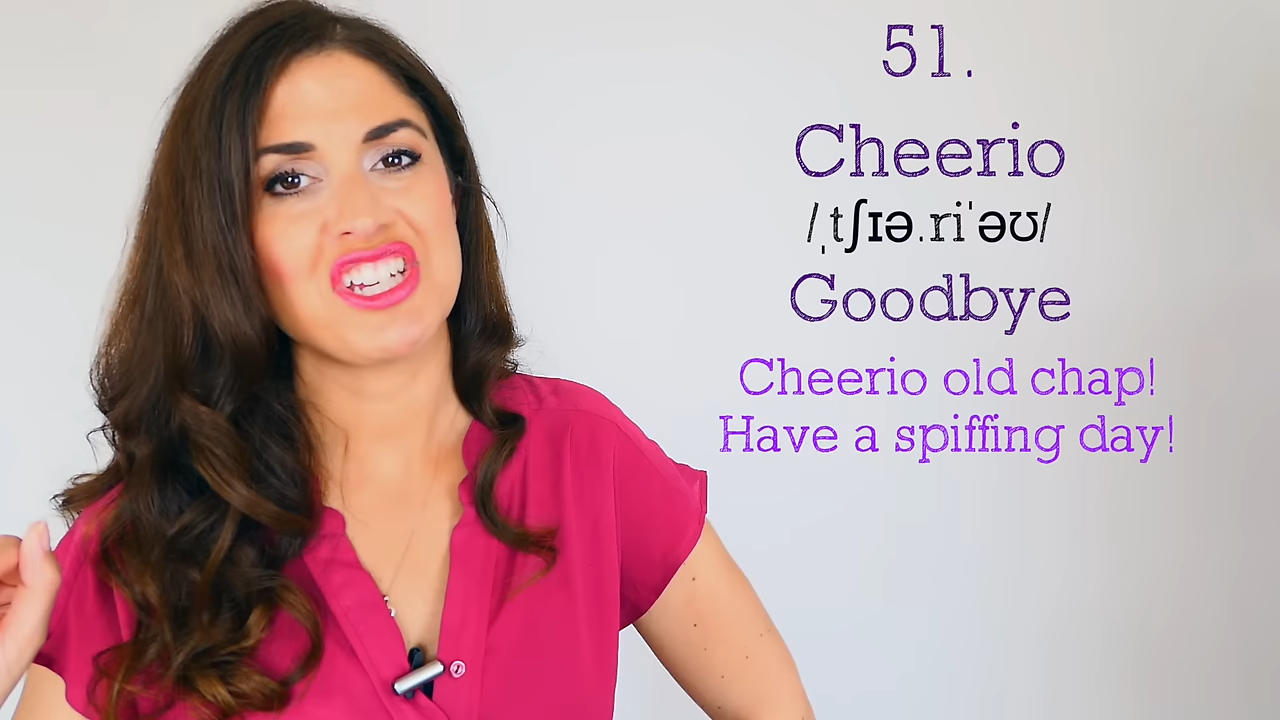 51.
Cheerio
/ˌtʃɪə.riˈəʊ/
Goodbye
Cheerio old chap!
Have a spiffing day!